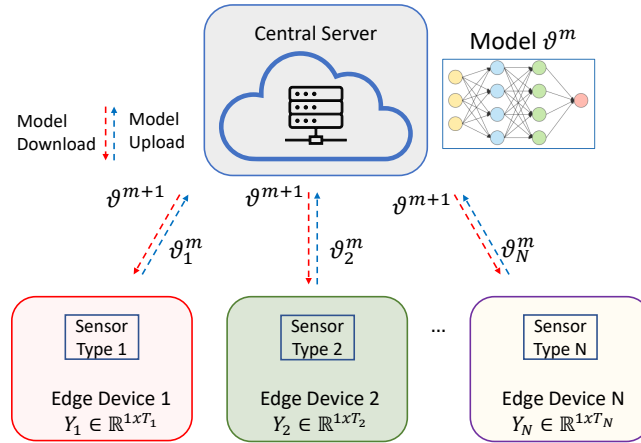 Central Server
Model ϑ^m
Model Download
Model Upload
ϑ^{m+1}
ϑ_1^m
ϑ^{m+1}
ϑ_2^m
ϑ^{m+1}
ϑ_N^m
Sensor
Type 1
Edge Device 1
Y_1 ∈ ℝ^{1xT_1}
Sensor
Type 2
Edge Device 2
Y_2 ∈ ℝ^{1xT_2}
...
Sensor
Type N
Edge Device N
Y_N ∈ ℝ^{1xT_N}